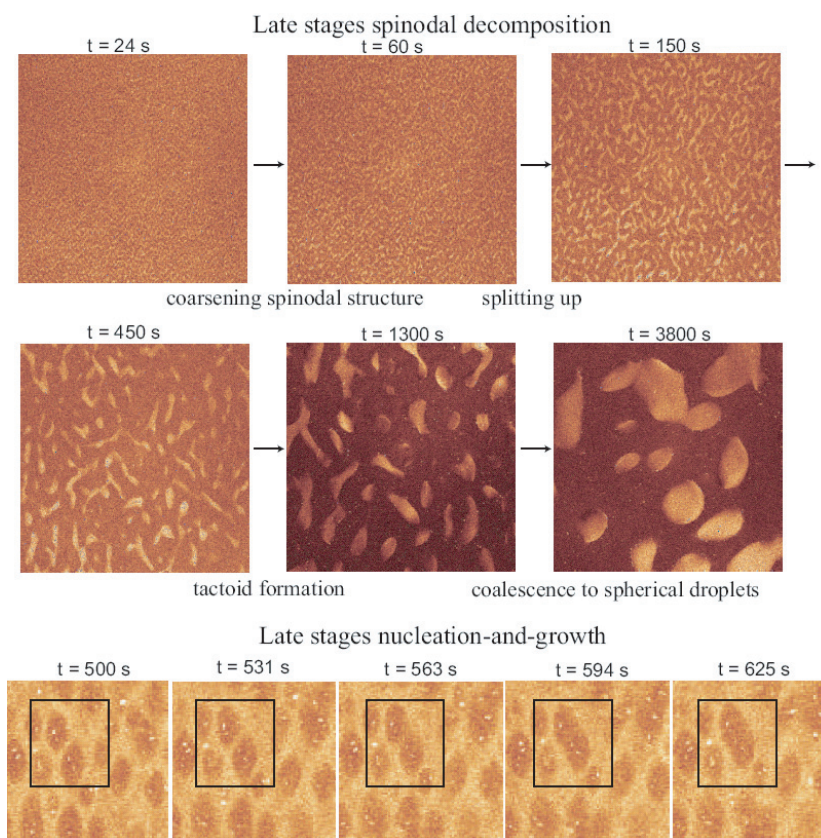 Late stages spinodal decomposition
t = 24 s
t = 60 s
t = 150 s
coarsening spinodal structure
splitting up
t = 450 s
t = 1300 s
t = 3800 s
tactoid formation
coalescence to spherical droplets
Late stages nucleation-and-growth
t = 500 s
t = 531 s
t = 563 s
t = 594 s
t = 625 s